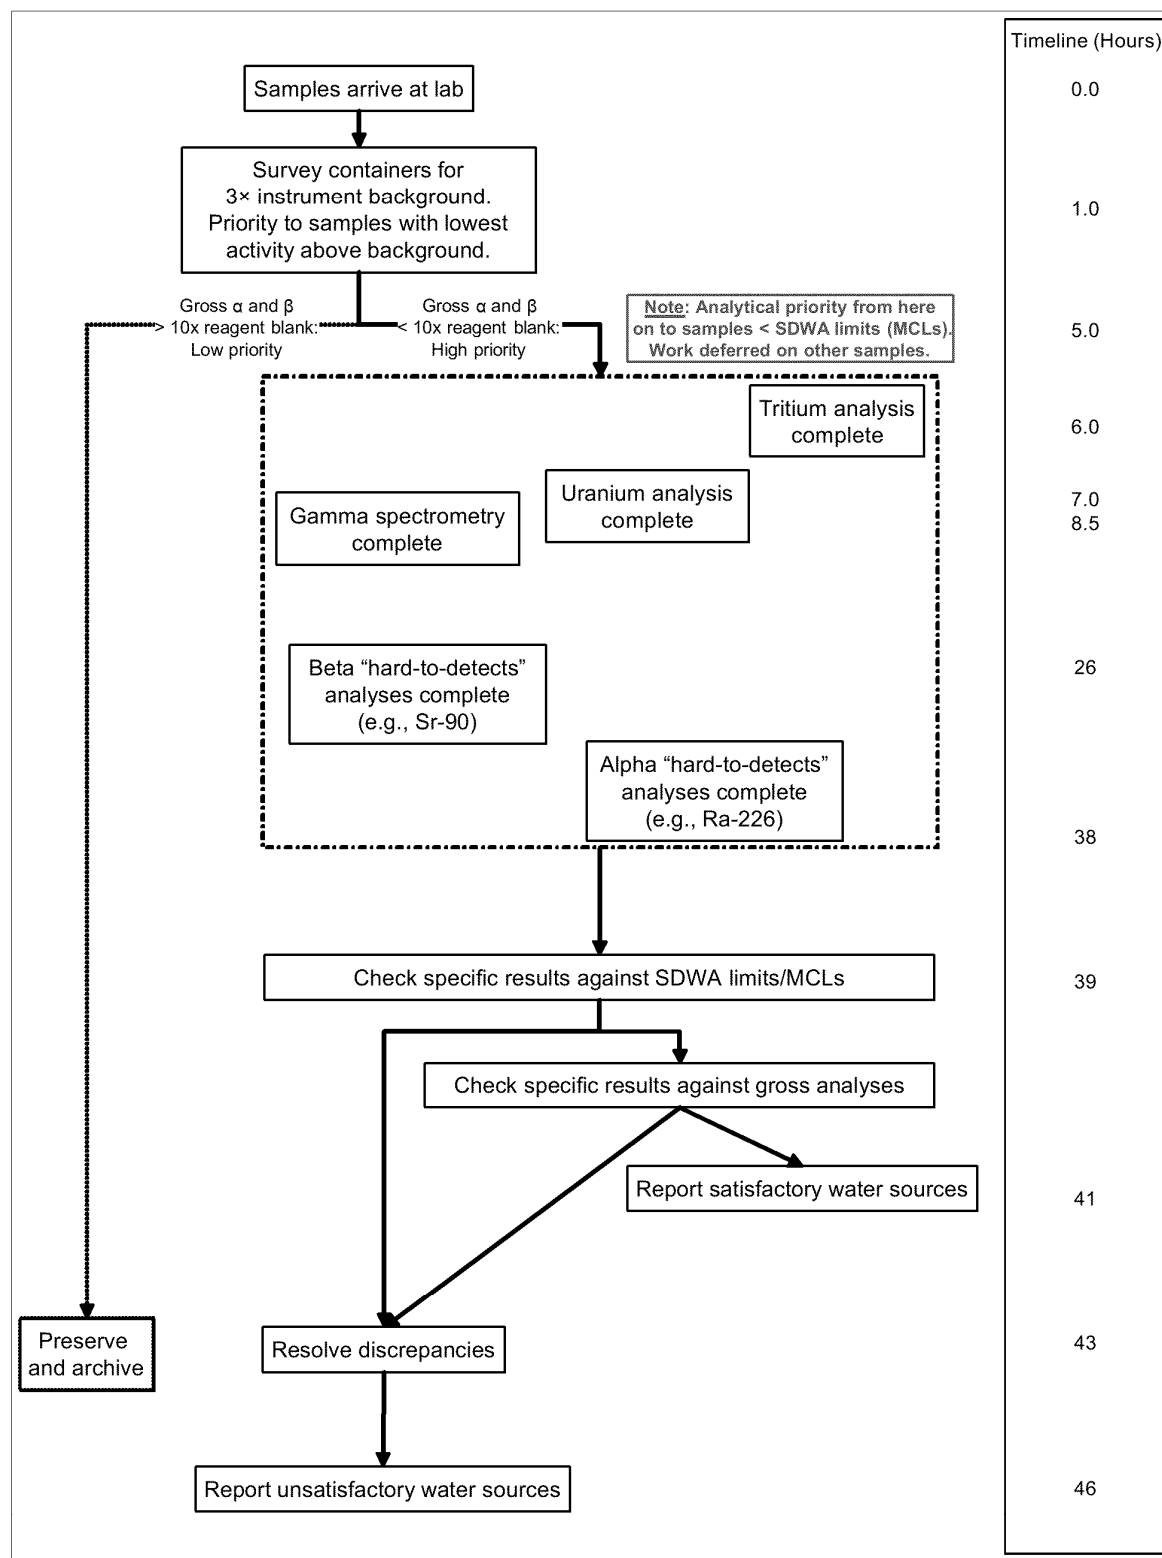 Timeline (Hours)
Samples arrive at lab
0.0
Survey containers for
3× instrument background.
Priority to samples with lowest
activity above background.
1.0
Gross α and β
> 10x reagent blank:
Low priority
Gross α and β
< 10x reagent blank:
High priority
Note: Analytical priority from here
on to samples < SDWA limits (MCLs).
Work deferred on other samples.
5.0
Tritium analysis
complete
6.0
Uranium analysis
complete
7.0
Gamma spectrometry
complete
8.5
Beta “hard-to-detects”
analyses complete
(e.g., Sr-90)
26
Alpha “hard-to-detects”
analyses complete
(e.g., Ra-226)
38
Check specific results against SDWA limits/MCLs
39
Check specific results against gross analyses
Report satisfactory water sources
41
Preserve
and archive
Resolve discrepancies
43
Report unsatisfactory water sources
46